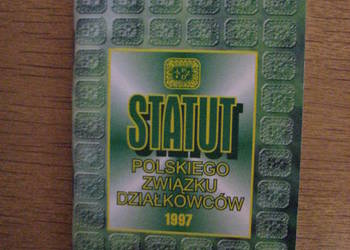 STATUT
POLSKIEGO
ZWIĄZKU
DZIAŁKOWCÓW
1997